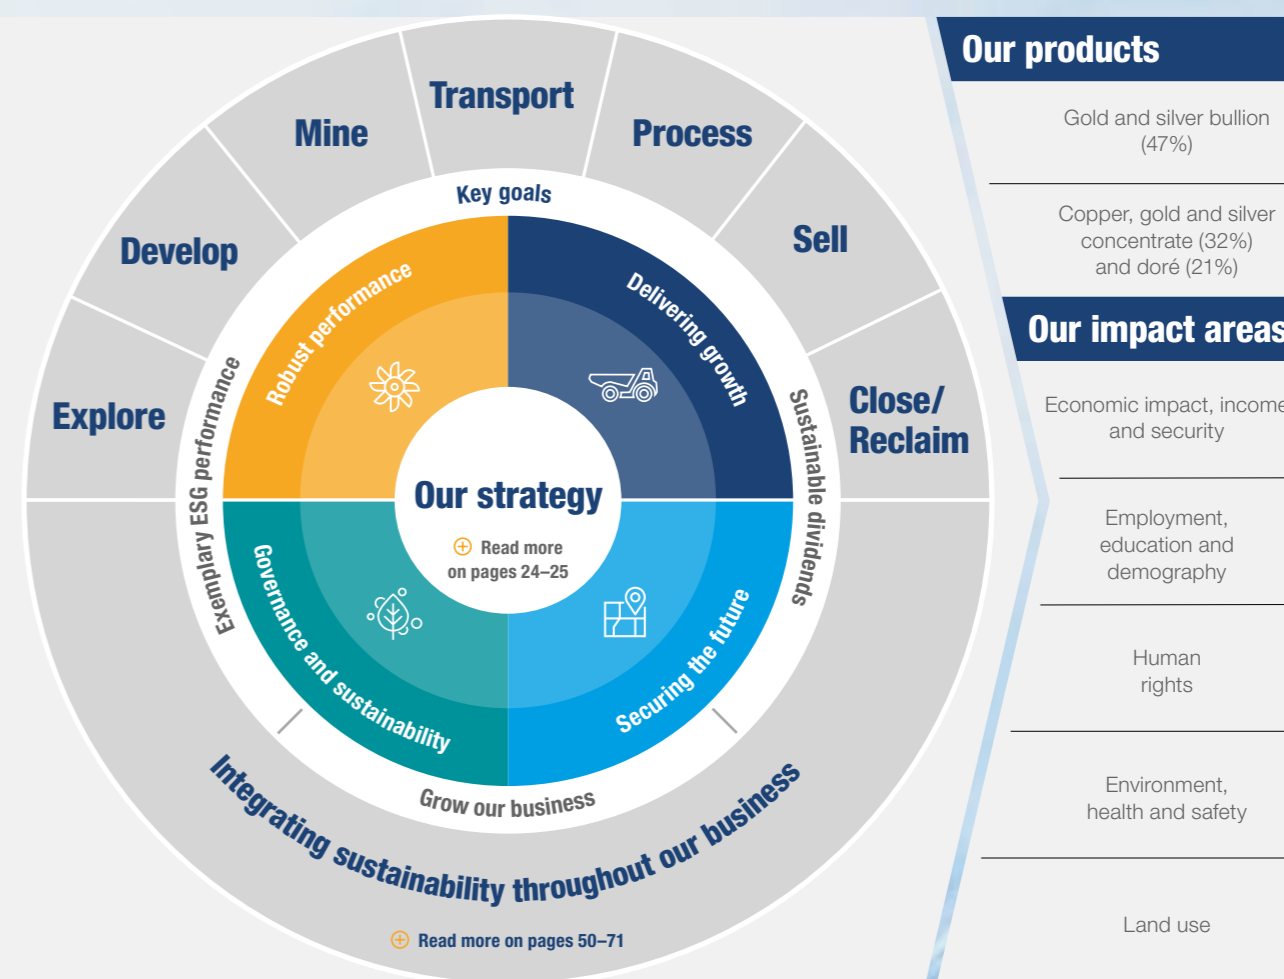 Transport
Mine
Process
Develop
Sell
Explore
Close/
Reclaim
Key goals
Exemplary ESG performance
Sustainable dividends
Grow our business
Robust performance
Delivering growth
Governance and sustainability
Securing the future
Our strategy
Read more
on pages 24–25
Integrating sustainability throughout our business
Read more on pages 50–71
Our products
Gold and silver bullion
(47%)
Copper, gold and silver
concentrate (32%)
and doré (21%)
Our impact areas
Economic impact, income
and security
Employment,
education and
demography
Human
rights
Environment,
health and safety
Land use